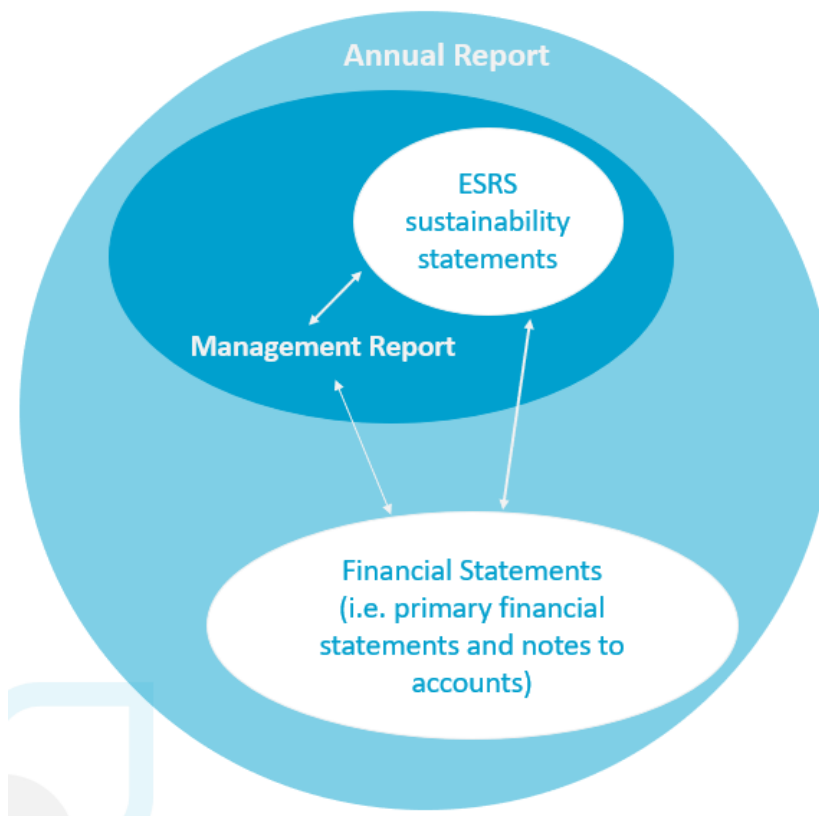 Annual Report
ESRS
sustainability
statements
Management Report
Financial Statements
(i.e. primary financial
statements and notes to
accounts)